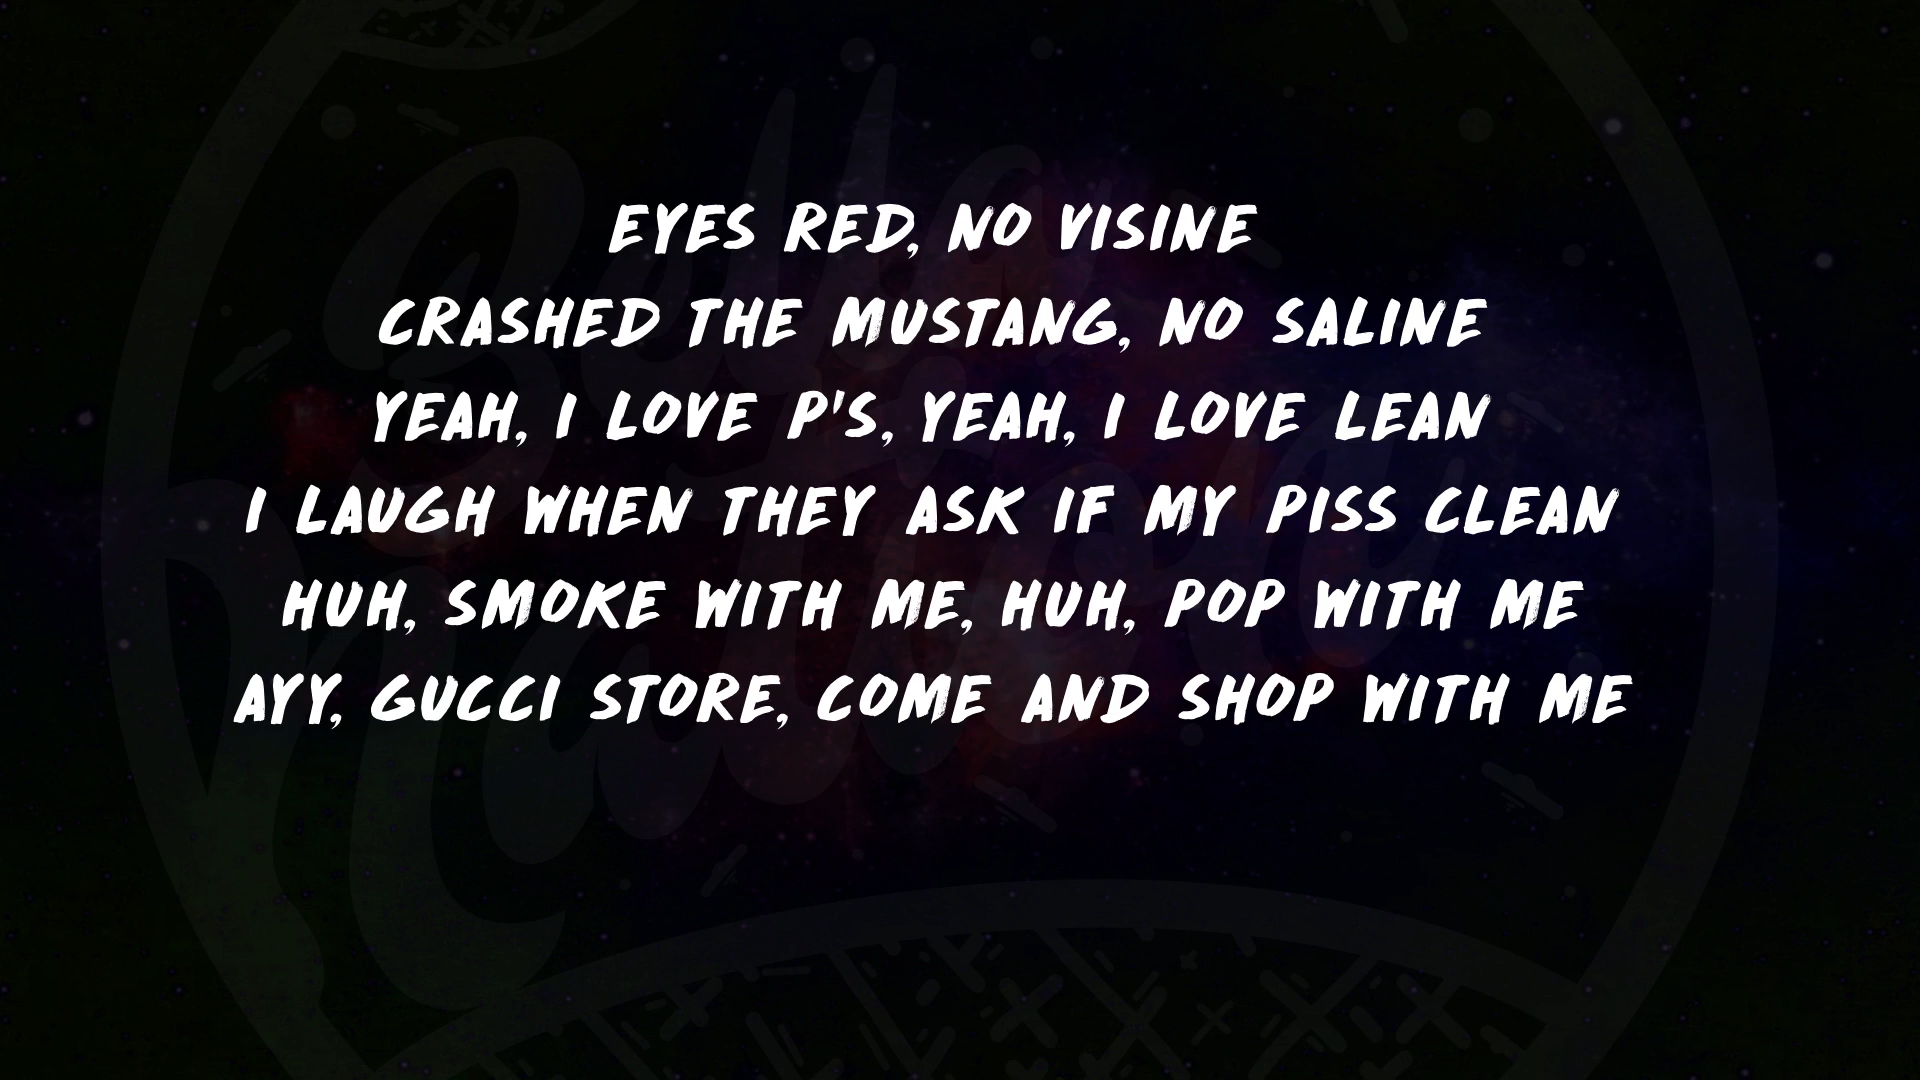 EYES RED, NO VISINE
CRASHED THE MUSTANG, NO SALINE
YEAH, I LOVE P'S, YEAH, I LOVE LEAN
I LAUGH WHEN THEY ASK IF MY PISS CLEAN
HUH, SMOKE WITH ME, HUH, POP WITH ME
AYY, GUCCI STORE, COME AND SHOP WITH ME